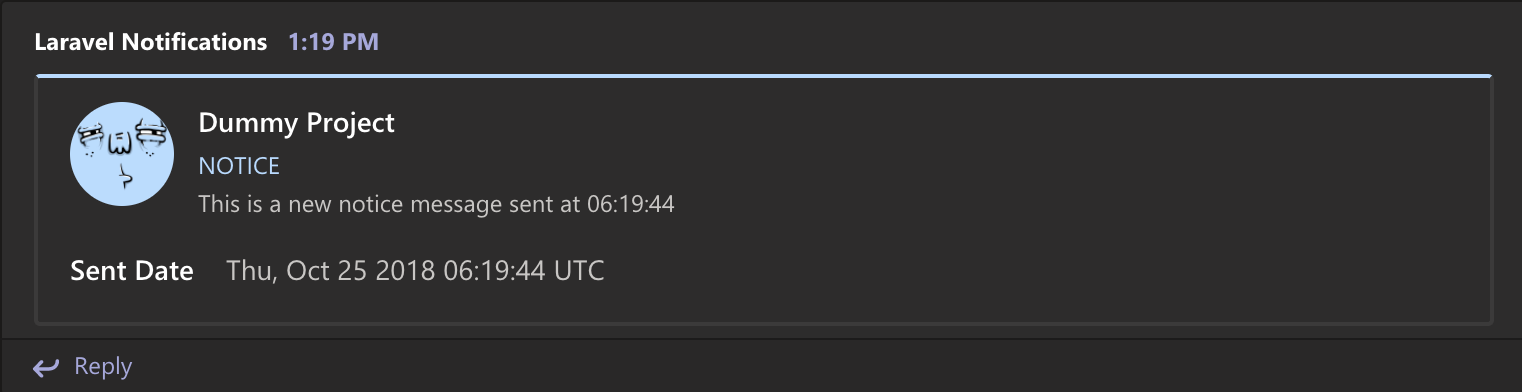 Laravel Notifications 1:19 PM
Dummy Project
NOTICE
This is a new notice message sent at 06:19:44
Sent Date Thu, Oct 25 2018 06:19:44 UTC
Reply